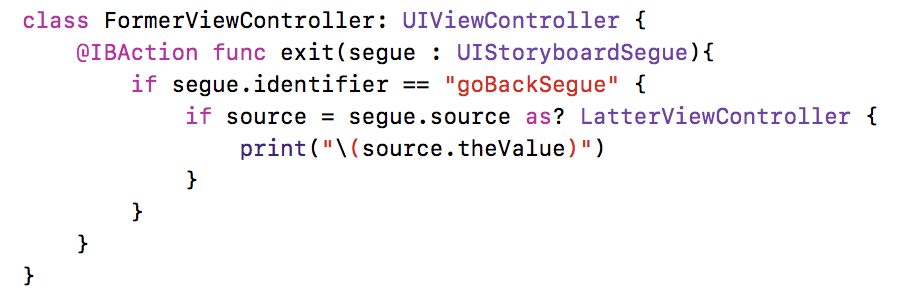 class FormerViewController: UIViewController {
    @IBAction func exit(segue : UIStoryboardSegue){
        if segue.identifier == "goBackSegue" {
            if source = segue.source as? LatterViewController {
                print("\(source.theValue)")
            }
        }
    }
}